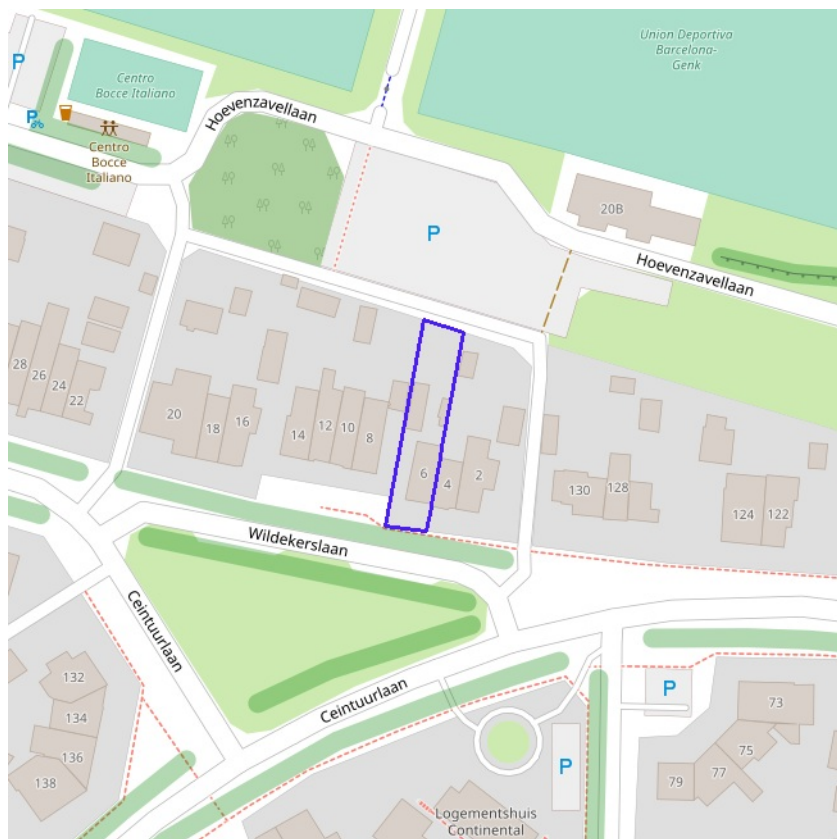 Union Deportiva
Barcelona-
Genk
P
Centro
Bocce Italiano
Hoevenzavellaan
P
Centro
Bocce
Italiano
20B
P
Hoevenzavellaan
28
26
24
22
20
18
16
14
12
10
8
6
4
2
130
128
124
122
Wildekerslaan
Ceintuurlaan
Ceintuurlaan
132
134
136
138
P
73
75
77
79
P
Logementshuis
Continental